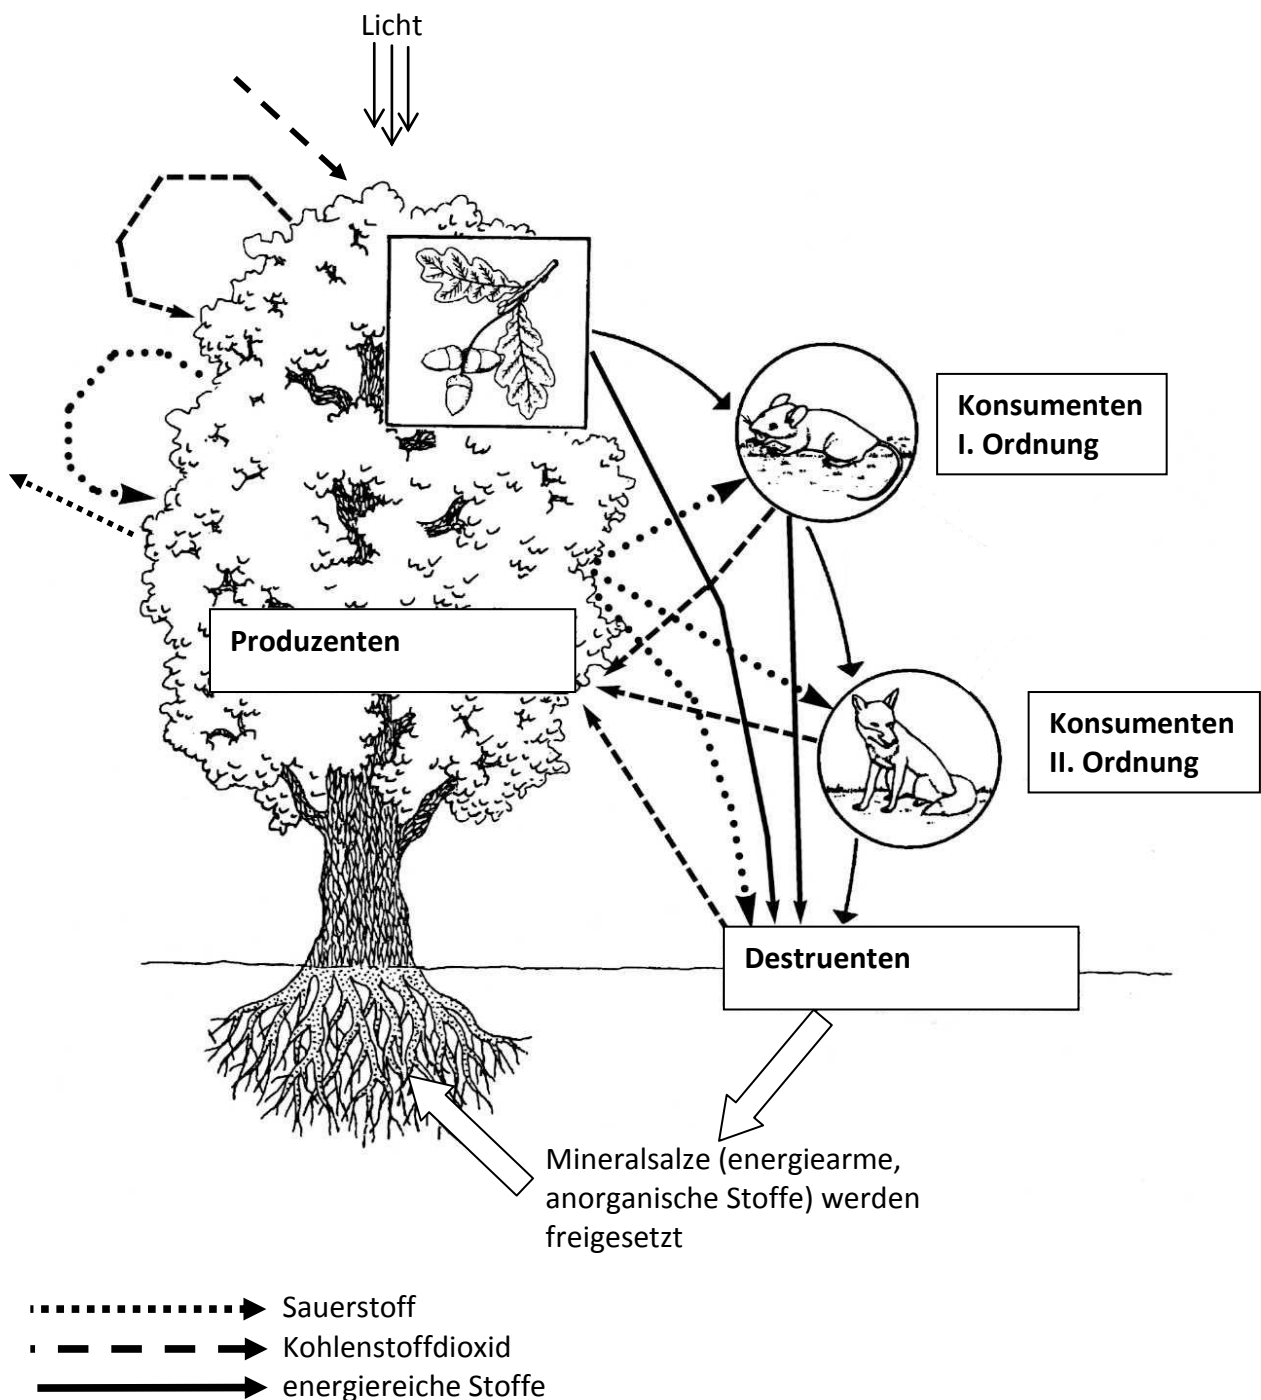 Licht
Konsumenten
I. Ordnung
Produzenten
Konsumenten
II. Ordnung
Destruenten
Mineralsalze (energiearme,
anorganische Stoffe) werden
freigesetzt
Sauerstoff
Kohlenstoffdioxid
energiereiche Stoffe